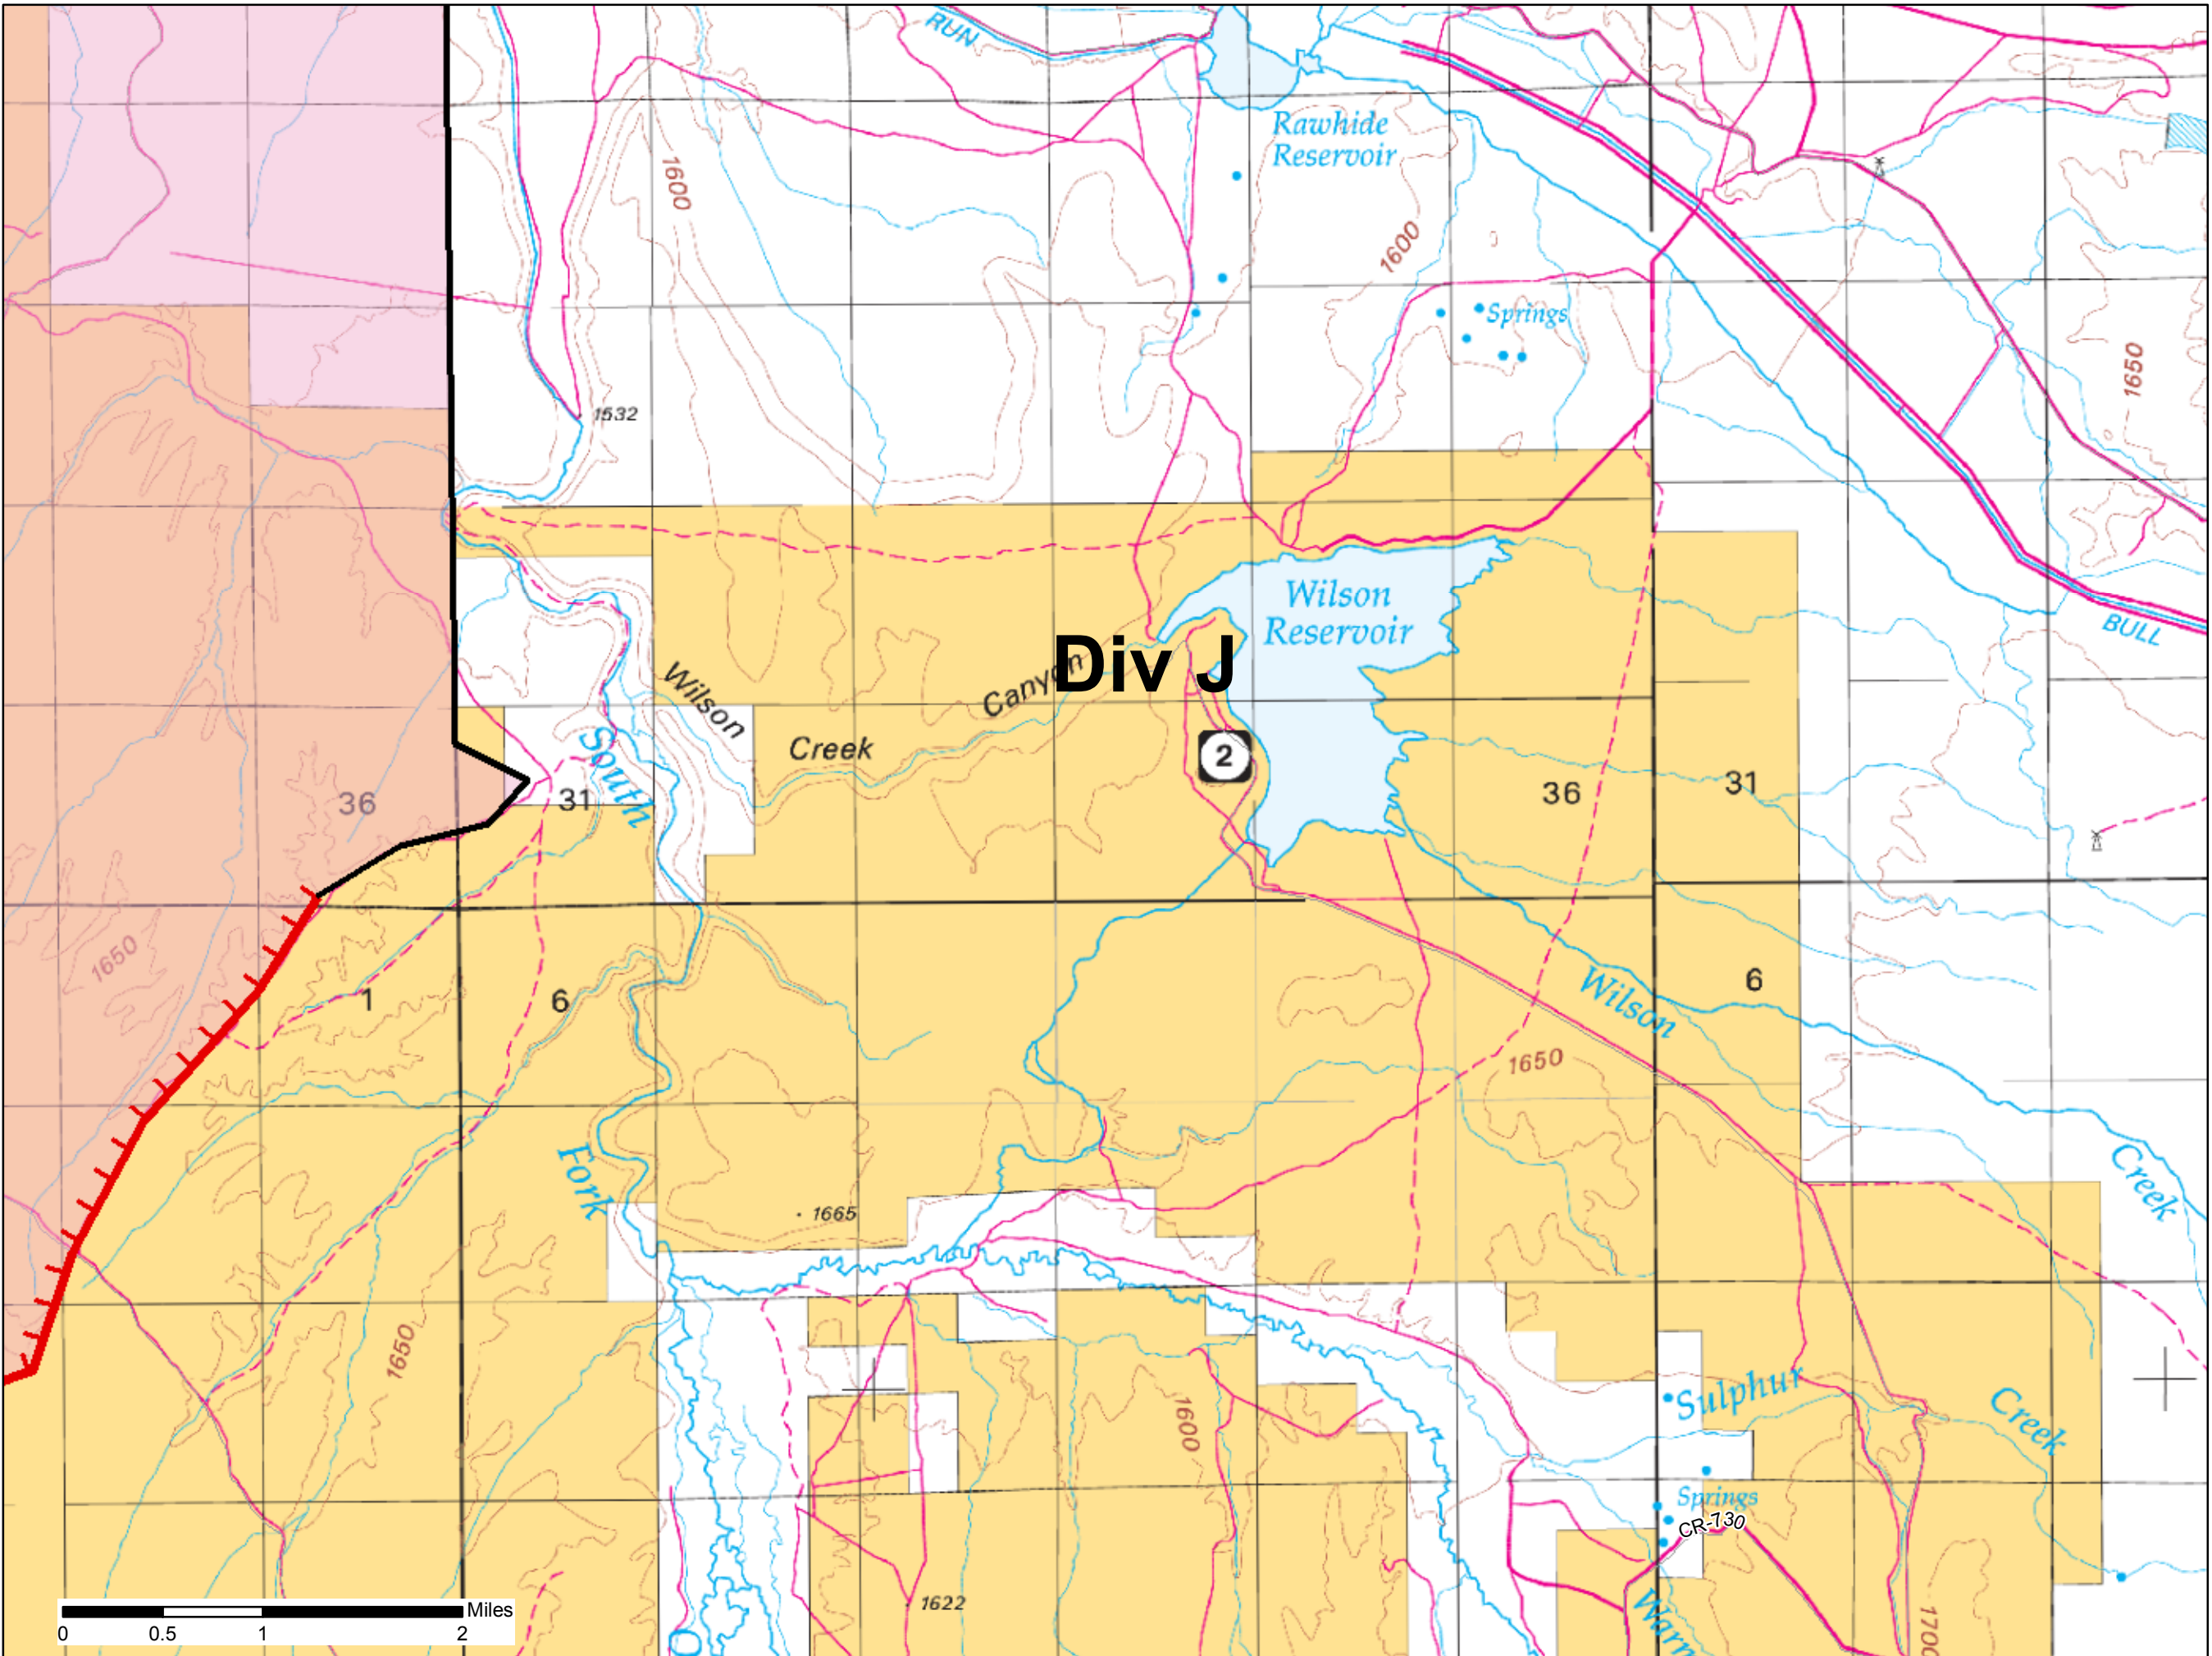 RUN
Rawhide
Reservoir
1600
1600
Springs
1650
1532
Wilson
Reservoir
BULL
Div J
Wilson
Canyon
Creek
South
2
36
31
36
31
1650
1
6
Wilson
6
1650
Fork
1665
Creek
1650
1600
Sulphur
Creek
Springs
CR-730
1622
Warm
1700
Miles
0 0.5 1 2
O